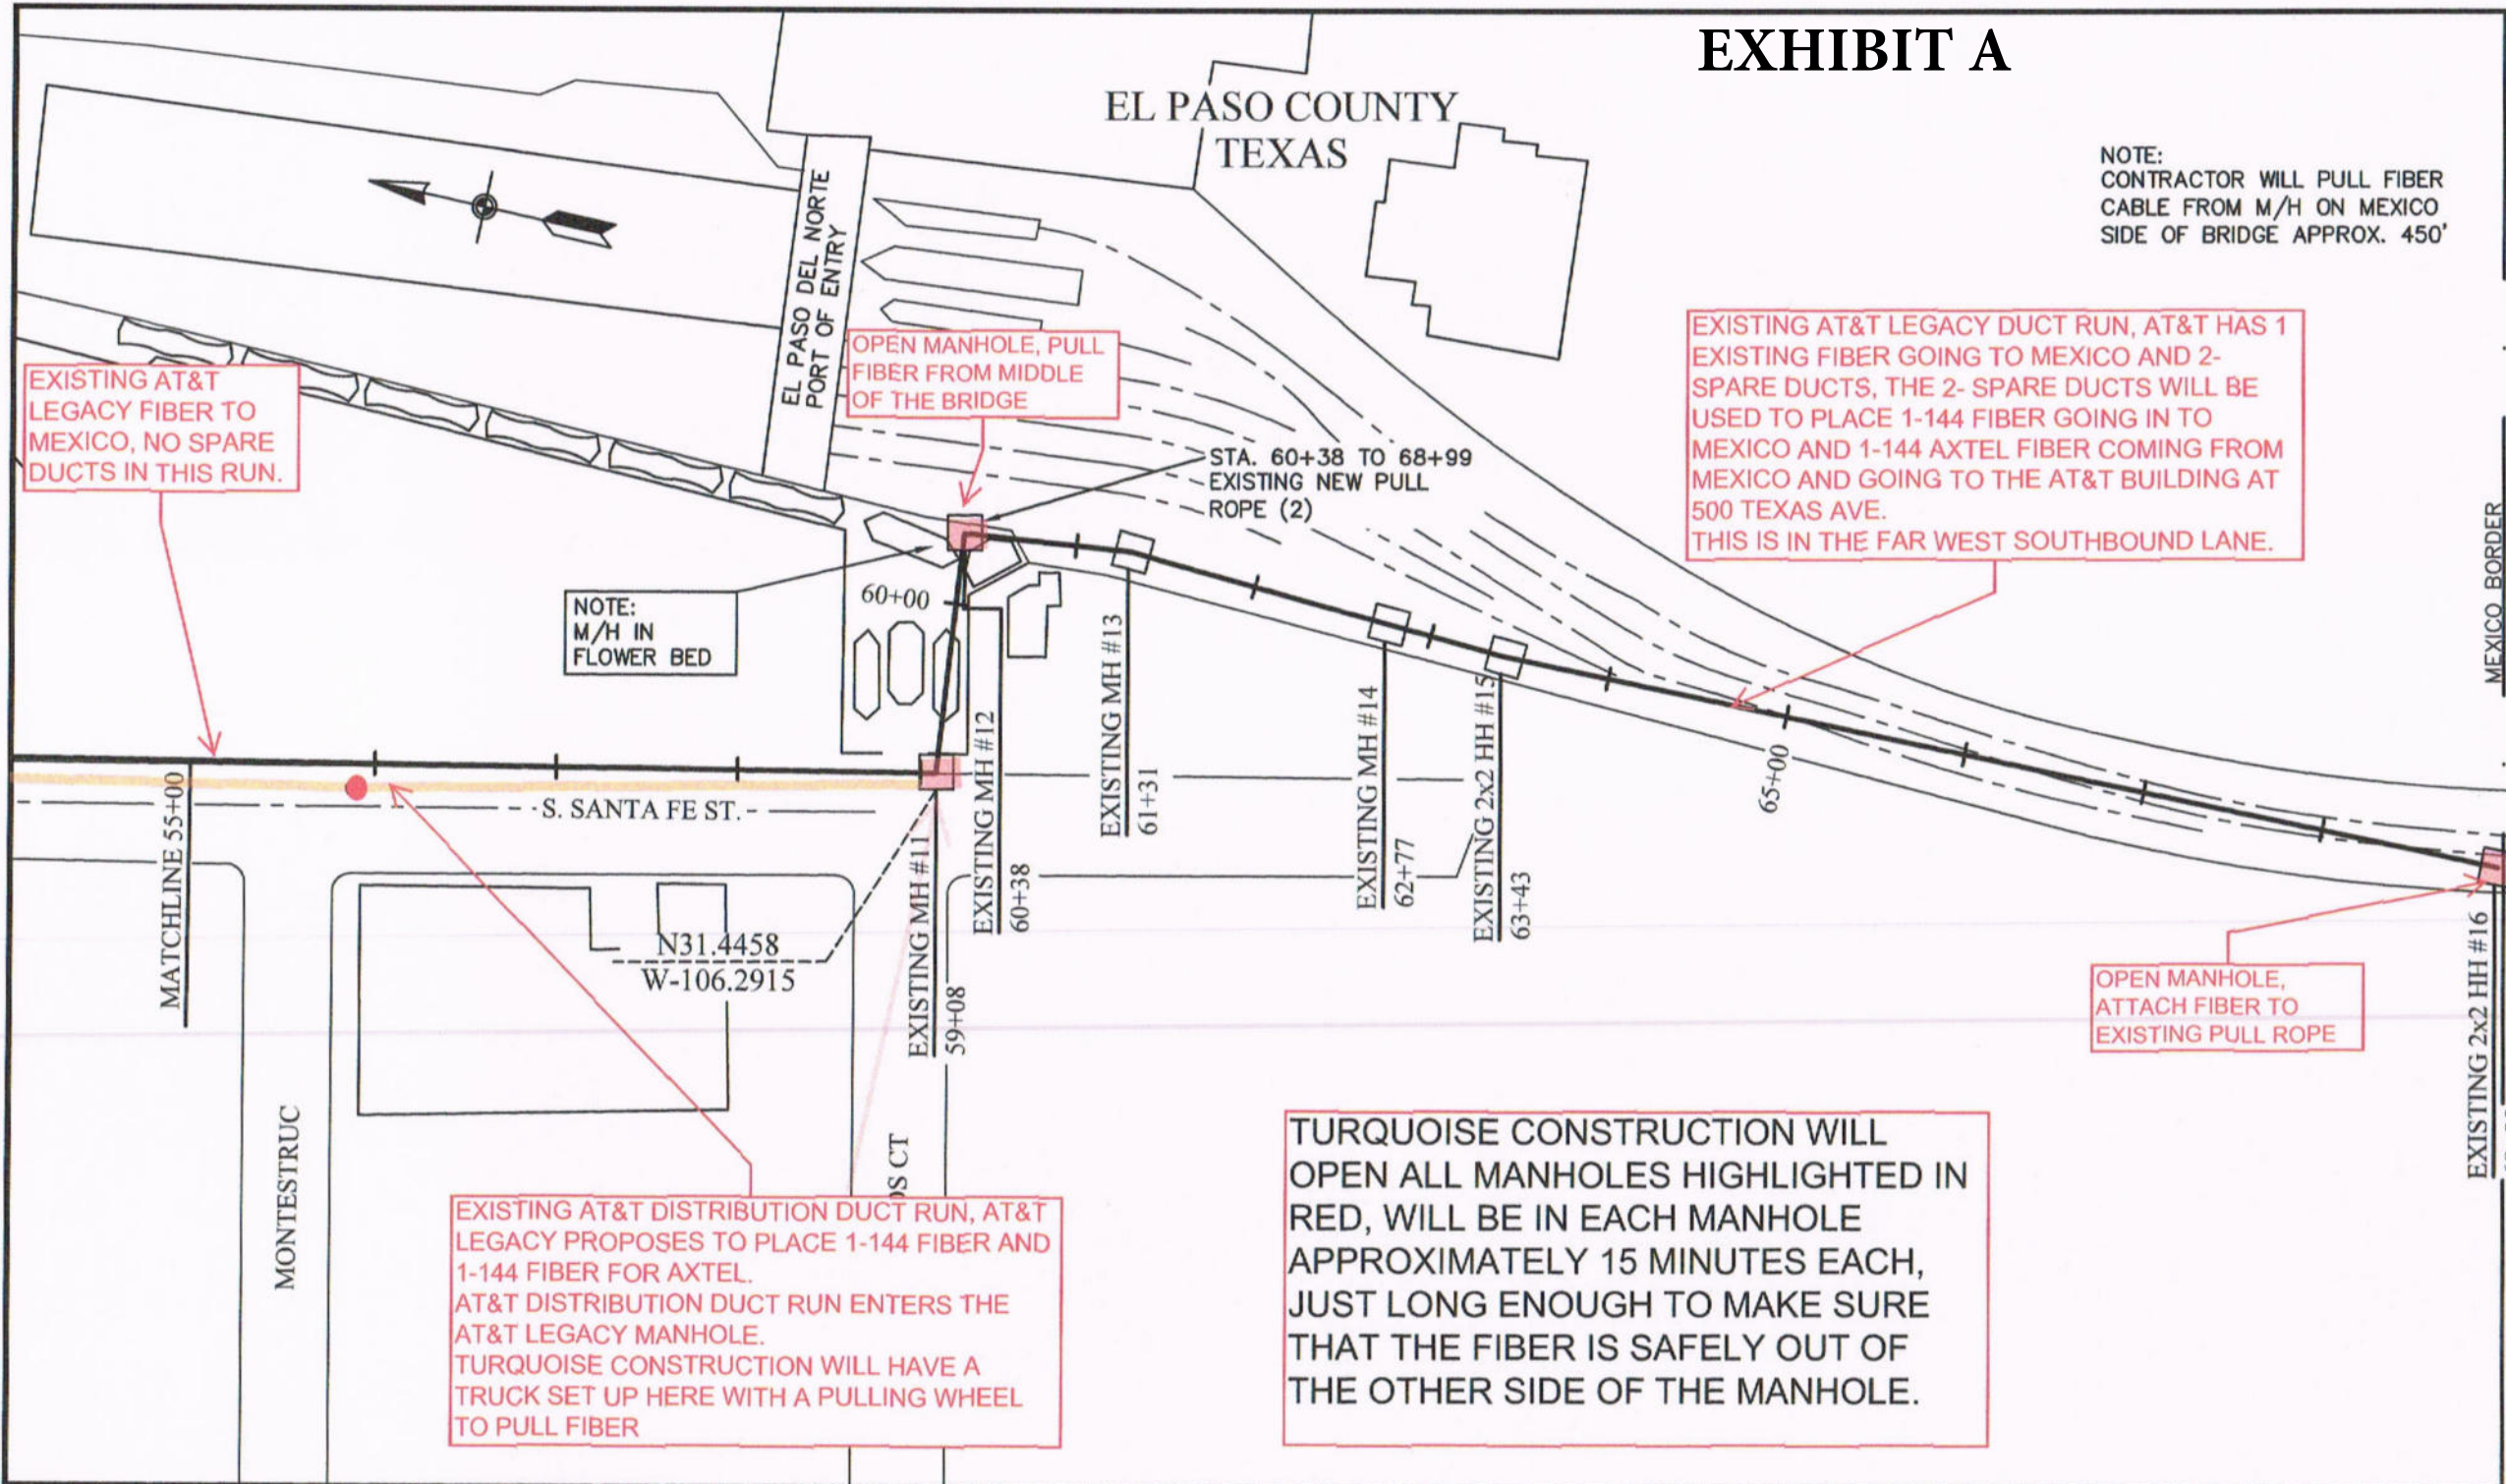 EXHIBIT A
EL PASO COUNTY
TEXAS
NOTE:
CONTRACTOR WILL PULL FIBER
CABLE FROM M/H ON MEXICO
SIDE OF BRIDGE APPROX. 450'
EL PASO DEL NORTE
PORT OF ENTRY
OPEN MANHOLE, PULL
FIBER FROM MIDDLE
OF THE BRIDGE
EXISTING AT&T LEGACY DUCT RUN, AT&T HAS 1
EXISTING FIBER GOING TO MEXICO AND 2-
SPARE DUCTS, THE 2- SPARE DUCTS WILL BE
USED TO PLACE 1-144 FIBER GOING IN TO
MEXICO AND 1-144 AXTEL FIBER COMING FROM
MEXICO AND GOING TO THE AT&T BUILDING AT
500 TEXAS AVE.
THIS IS IN THE FAR WEST SOUTHBOUND LANE.
EXISTING AT&T
LEGACY FIBER TO
MEXICO, NO SPARE
DUCTS IN THIS RUN.
STA. 60+38 TO 68+99
EXISTING NEW PULL
ROPE (2)
MEXICO BORDER
NOTE:
M/H IN
FLOWER BED
60+00
65+00
S. SANTA FE ST.
MATCHLINE 55+00
EXISTING MH #11
59+08
EXISTING MH #12
60+38
EXISTING MH #13
61+31
EXISTING MH #14
62+77
EXISTING 2x2 HH #15
63+43
EXISTING 2x2 HH #16
N31.4458
W-106.2915
OPEN MANHOLE,
ATTACH FIBER TO
EXISTING PULL ROPE
MONTESTRUC
OS CT
EXISTING AT&T DISTRIBUTION DUCT RUN, AT&T
LEGACY PROPOSES TO PLACE 1-144 FIBER AND
1-144 FIBER FOR AXTEL.
AT&T DISTRIBUTION DUCT RUN ENTERS THE
AT&T LEGACY MANHOLE.
TURQUOISE CONSTRUCTION WILL HAVE A
TRUCK SET UP HERE WITH A PULLING WHEEL
TO PULL FIBER
TURQUOISE CONSTRUCTION WILL
OPEN ALL MANHOLES HIGHLIGHTED IN
RED, WILL BE IN EACH MANHOLE
APPROXIMATELY 15 MINUTES EACH,
JUST LONG ENOUGH TO MAKE SURE
THAT THE FIBER IS SAFELY OUT OF
THE OTHER SIDE OF THE MANHOLE.